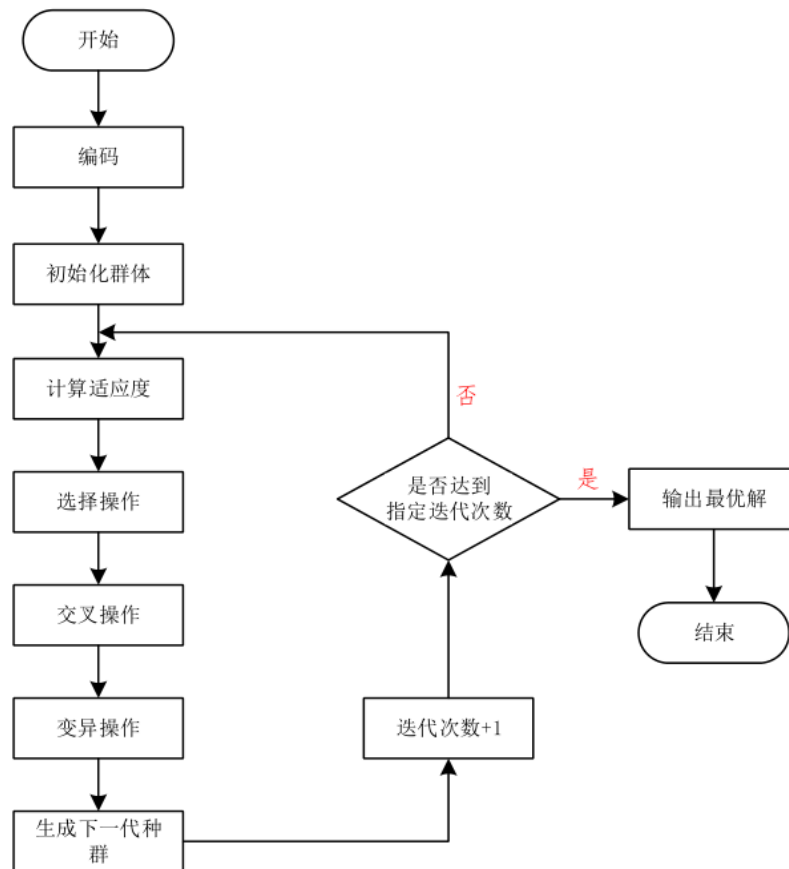 开始
编码
初始化群体
计算适应度
选择操作
交叉操作
变异操作
生成下一代种
群
迭代次数+1
是否达到
指定迭代次数
否
是
输出最优解
结束